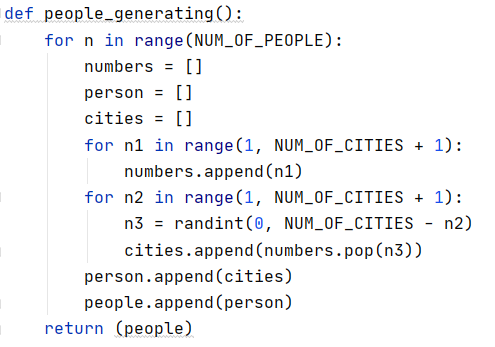 def people_generating():
    for n in range(NUM_OF_PEOPLE):
        numbers = []
        person = []
        cities = []
        for n1 in range(1, NUM_OF_CITIES + 1):
            numbers.append(n1)
        for n2 in range(1, NUM_OF_CITIES + 1):
            n3 = randint(0, NUM_OF_CITIES - n2)
            cities.append(numbers.pop(n3))
        person.append(cities)
        people.append(person)
    return (people)